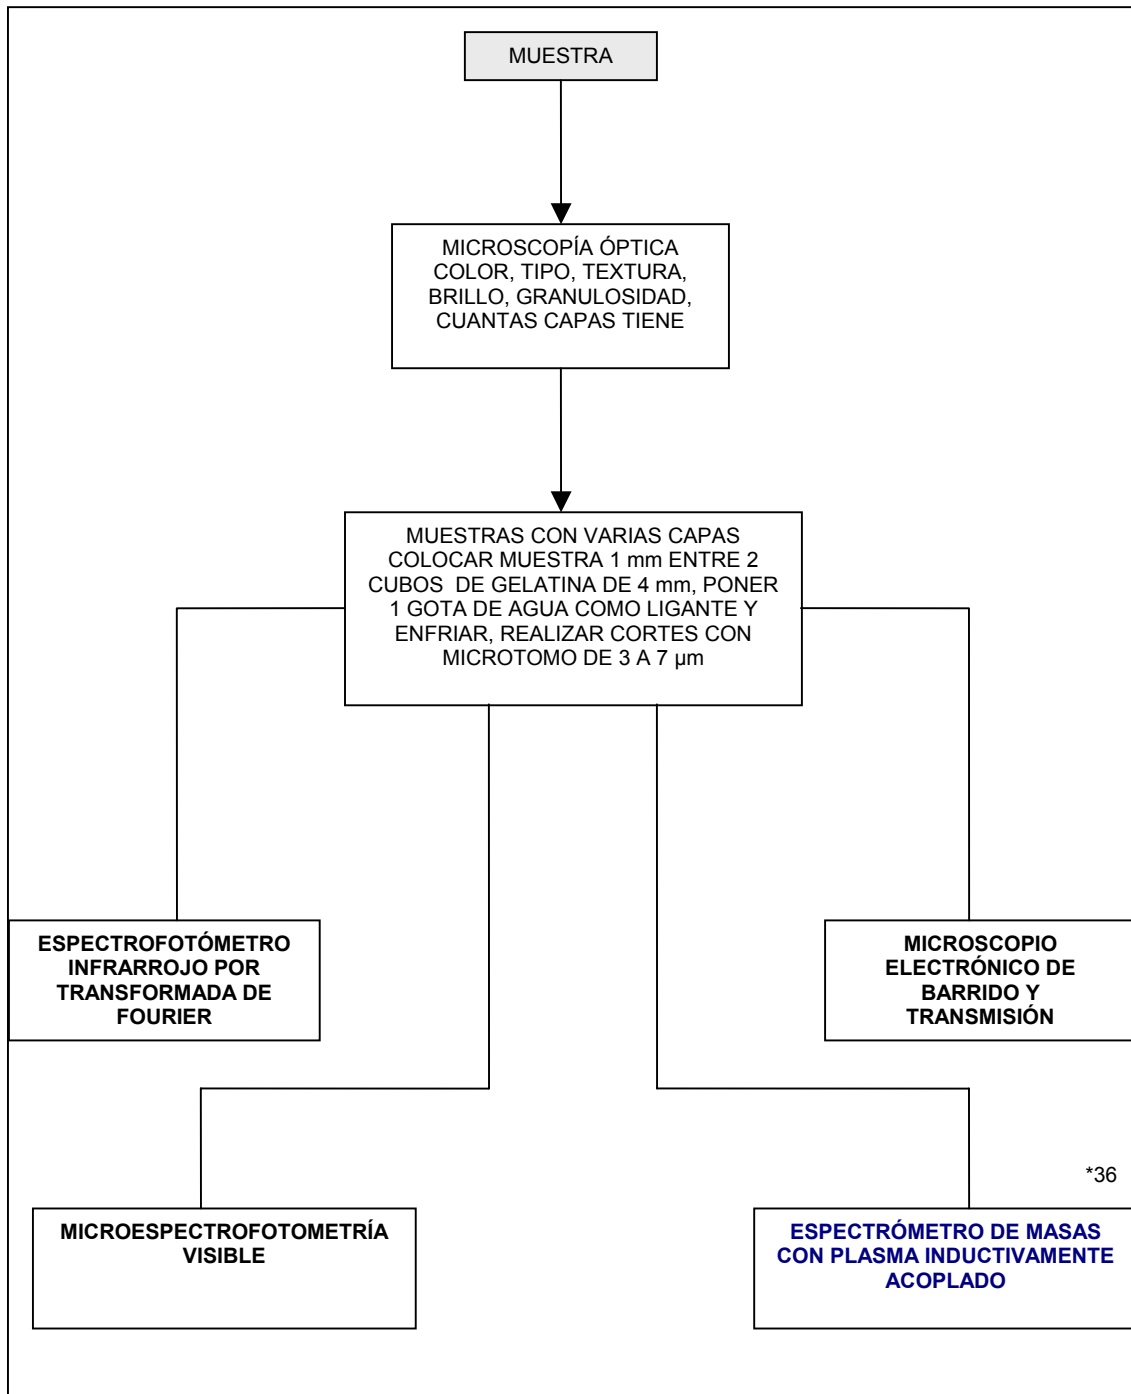 MUESTRA
MICROSCOPÍA ÓPTICA
COLOR, TIPO, TEXTURA,
BRILLO, GRANULOSIDAD,
CUANTAS CAPAS TIENE
MUESTRAS CON VARIAS CAPAS
COLOCAR MUESTRA 1 mm ENTRE 2
CUBOS DE GELATINA DE 4 mm, PONER
1 GOTA DE AGUA COMO LIGANTE Y
ENFRIAR, REALIZAR CORTES CON
MICROTOMO DE 3 A 7 µm
ESPECTROFOTÓMETRO
INFRARROJO POR
TRANSFORMADA DE
FOURIER
MICROSCOPIO
ELECTRÓNICO DE
BARRIDO Y
TRANSMISIÓN
MICROESPECTROFOTOMETRÍA
VISIBLE
*36
ESPECTRÓMETRO DE MASAS
CON PLASMA INDUCTIVAMENTE
ACOPLADO